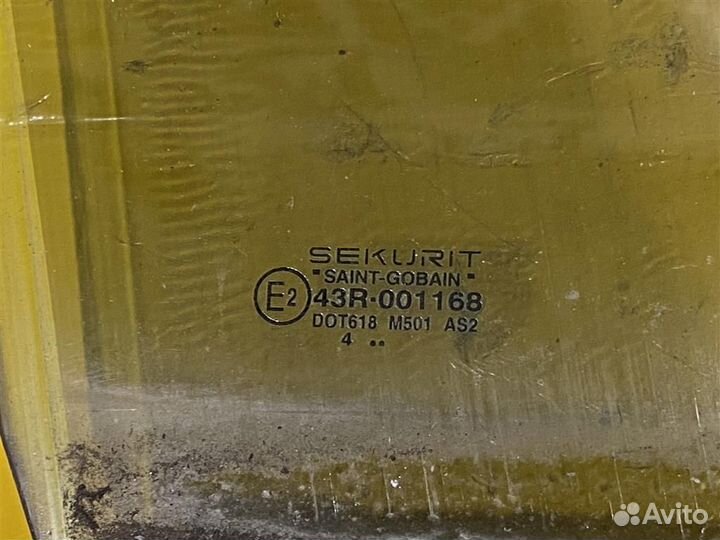 SEKURIT
"SAINT-GOBAIN"
E2 43R-001168
DOT618 M501 AS2
4 ..
Avito